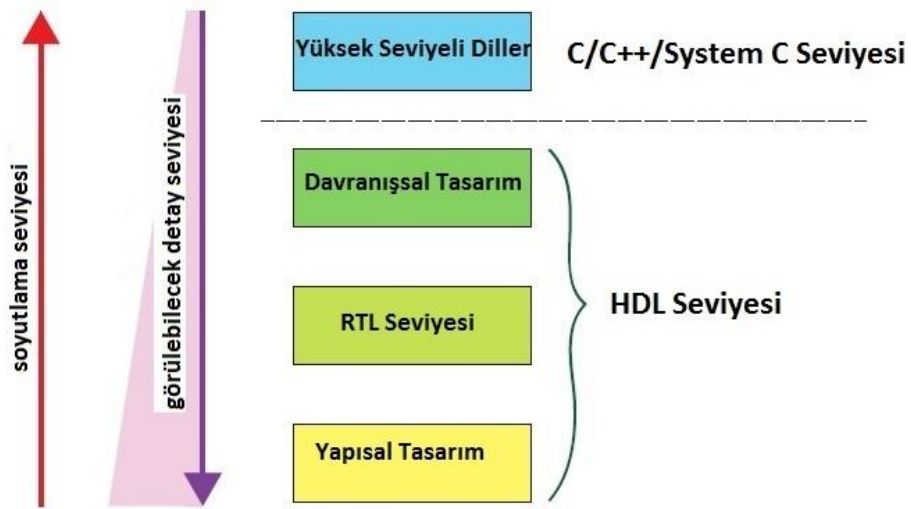 soyutlama seviyesi
görülebilecek detay seviyesi
Yüksek Seviyeli Diller
C/C++/System C Seviyesi
Davranışsal Tasarım
RTL Seviyesi
HDL Seviyesi
Yapısal Tasarım